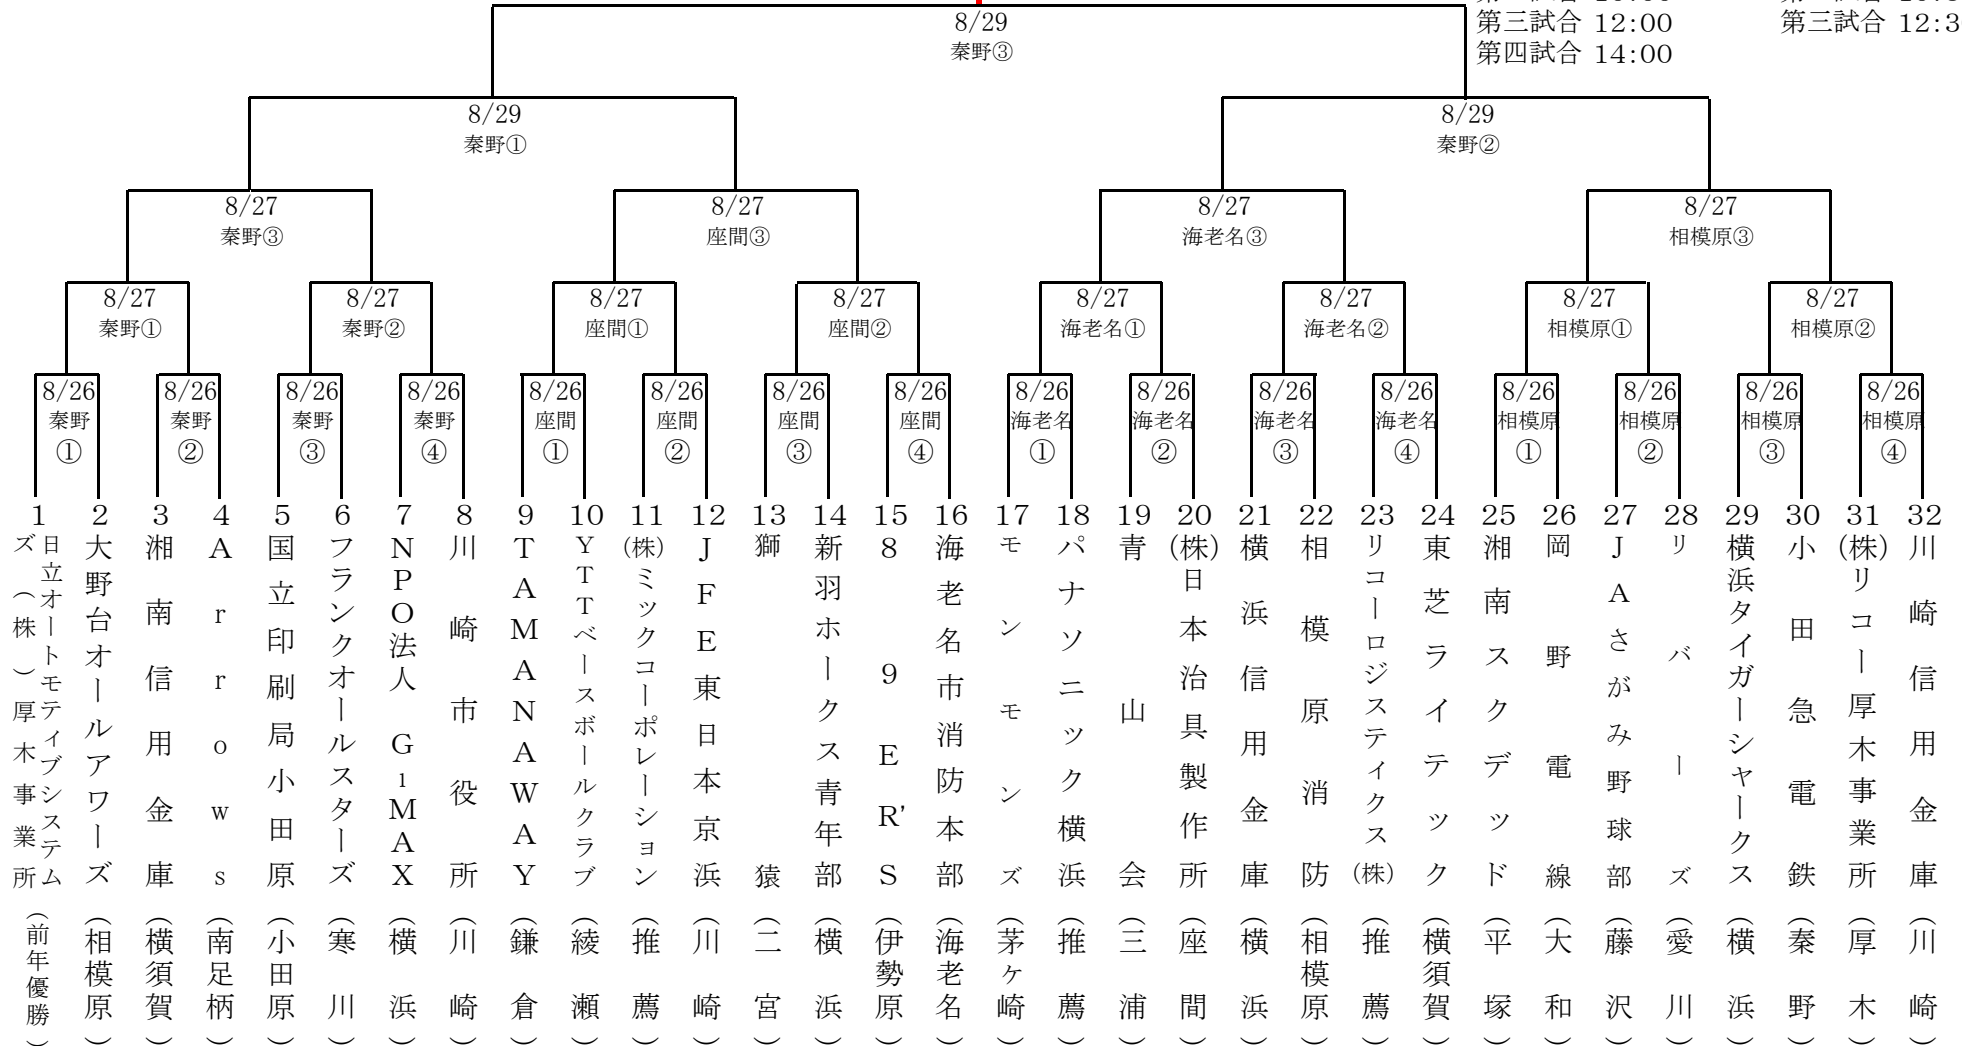 8/29
秦野③
第三試合 12:00
第四試合 14:00
第三試合 12:3
8/29
秦野①
8/29
秦野②
8/27
秦野③
8/27
座間③
8/27
海老名③
8/27
相模原③
8/27
秦野①
8/27
秦野②
8/27
座間①
8/27
座間②
8/27
海老名①
8/27
海老名②
8/27
相模原①
8/27
相模原②
8/26
秦野
①
8/26
秦野
②
8/26
秦野
③
8/26
秦野
④
8/26
座間
①
8/26
座間
②
8/26
座間
③
8/26
座間
④
8/26
海老名
①
8/26
海老名
②
8/26
海老名
③
8/26
海老名
④
8/26
相模原
①
8/26
相模原
②
8/26
相模原
③
8/26
相模原
④
1
日立オートモティブシステム
ズ（株）厚木事業所
（前年優勝）
2
大野台オールアワーズ
（相模原）
3
湘南信用金庫
（横須賀）
4
Arrows
（南足柄）
5
国立印刷局小田原
（小田原）
6
フランクオールスターズ
（寒川）
7
NPO法人 GıMAX
（横浜）
8
川崎市役所
（川崎）
9
TAMANAWAY
（鎌倉）
10
YTTベースボールクラブ
（綾瀬）
11
(株)ミックコーポレーション
（推薦）
12
JFE東日本京浜
（川崎）
13
獅猿
（二宮）
14
新羽ホークス青年部
（横浜）
15
89ER'S
（伊勢原）
16
海老名市消防本部
（海老名）
17
モンモンズ
（茅ヶ崎）
18
パナソニック横浜
（推薦）
19
青山会
（三浦）
20
(株)日本治具製作所
（座間）
21
横浜信用金庫
（横浜）
22
相模原消防
（相模原）
23
リコーロジスティクス(株)
（推薦）
24
東芝ライテック
（横須賀）
25
湘南スクデッド
（平塚）
26
岡野電線
（大和）
27
JAさがみ野球部
（藤沢）
28
リバーズ
（愛川）
29
横浜タイガーシャークス
（横浜）
30
小田急電鉄
（秦野）
31
(株)リコー厚木事業所
（厚木）
32
川崎信用金庫
（川崎）